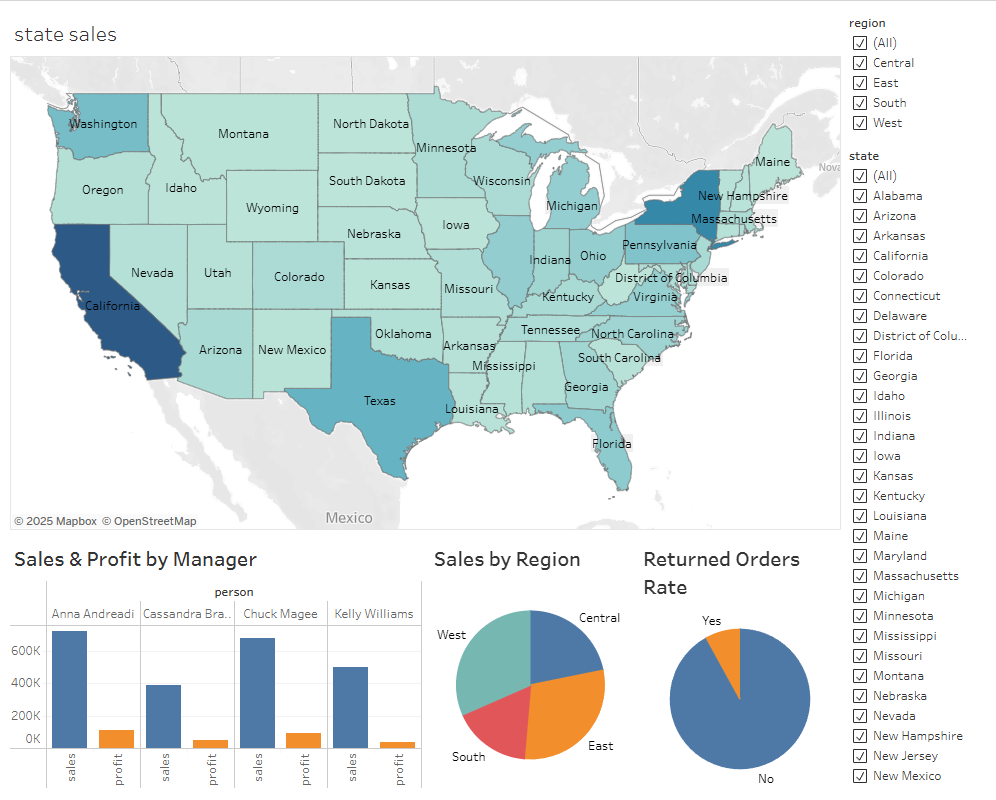 state sales
Washington
Montana
North Dakota
Minnesota
Maine
Oregon
Idaho
South Dakota
Wisconsin
Michigan
New Hampshire
Wyoming
Massachusetts
Nebraska
Iowa
Pennsylvania
Nevada
Utah
Colorado
Kansas
Missouri
Indiana
Ohio
District of Columbia
Kentucky
Virginia
California
Arizona
New Mexico
Oklahoma
Arkansas
Tennessee
North Carolina
Mississippi
South Carolina
Texas
Louisiana
Georgia
Florida
Nova
Mexico
© 2025 Mapbox © OpenStreetMap
region
(All)
Central
East
South
West
state
(All)
Alabama
Arizona
Arkansas
California
Colorado
Connecticut
Delaware
District of Colu...
Florida
Georgia
Idaho
Illinois
Indiana
Iowa
Kansas
Kentucky
Louisiana
Maine
Maryland
Massachusetts
Michigan
Minnesota
Mississippi
Missouri
Montana
Nebraska
Nevada
New Hampshire
New Jersey
New Mexico
Sales & Profit by Manager
person
Anna Andreadi
Cassandra Bra..
Chuck Magee
Kelly Williams
600K
400K
200K
0K
sales
profit
sales
profit
sales
profit
sales
profit
Sales by Region
West
Central
South
East
Returned Orders
Rate
Yes
No